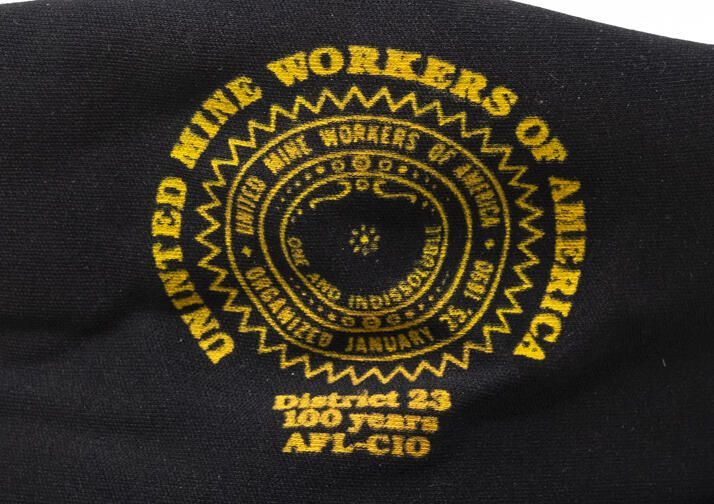 UNINTED MINE WORKERS OF AMERICA
UNITED MINE WORKERS OF AMERICA
ORGANIZED JANUARY 25, 1890
ONE AND INDISSOLUBLE
District 23
100 years
AFL-CIO